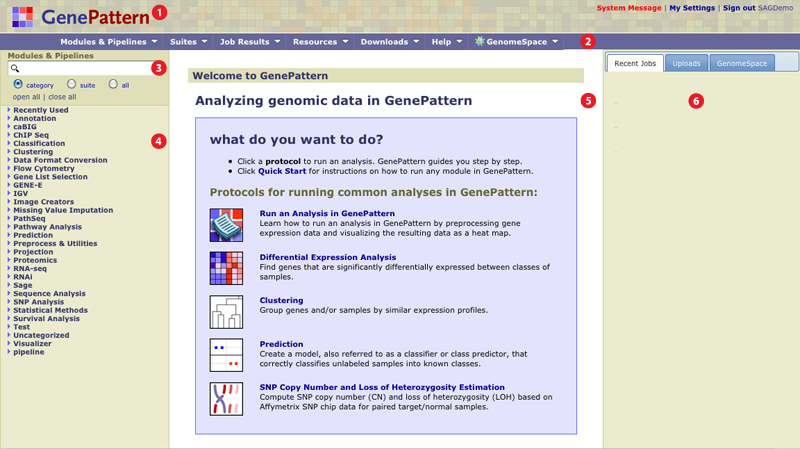 GenePattern 1
System Message | My Settings | Sign out SAGDemo
Modules & Pipelines Suites Job Results Resources Downloads Help GenomeSpace 2
Modules & Pipelines
3
category suite all
open all | close all
Recently Used
Annotation
caBIG
ChIP Seq
Classification
4
Clustering
Data Format Conversion
Flow Cytometry
Gene List Selection
GENE-E
IGV
Image Creators
Missing Value Imputation
PathSeq
Pathway Analysis
Prediction
Preprocess & Utilities
Projection
Proteomics
RNA-seq
RNAi
Sage
Sequence Analysis
SNP Analysis
Statistical Methods
Survival Analysis
Test
Uncategorized
Visualizer
pipeline
Welcome to GenePattern
Analyzing genomic data in GenePattern 5
what do you want to do?
• Click a protocol to run an analysis. GenePattern guides you step by step.
• Click Quick Start for instructions on how to run any module in GenePattern.
Protocols for running common analyses in GenePattern:
Run an Analysis in GenePattern
Learn how to run an analysis in GenePattern by preprocessing gene
expression data and visualizing the resulting data as a heat map.
Differential Expression Analysis
Find genes that are significantly differentially expressed between classes of
samples.
Clustering
Group genes and/or samples by similar expression profiles.
Prediction
Create a model, also referred to as a classifier or class predictor, that
correctly classifies unlabeled samples into known classes.
SNP Copy Number and Loss of Heterozygosity Estimation
Compute SNP copy number (CN) and loss of heterozygosity (LOH) based on
Affymetrix SNP chip data for paired target/normal samples.
Recent Jobs Uploads GenomeSpace
6